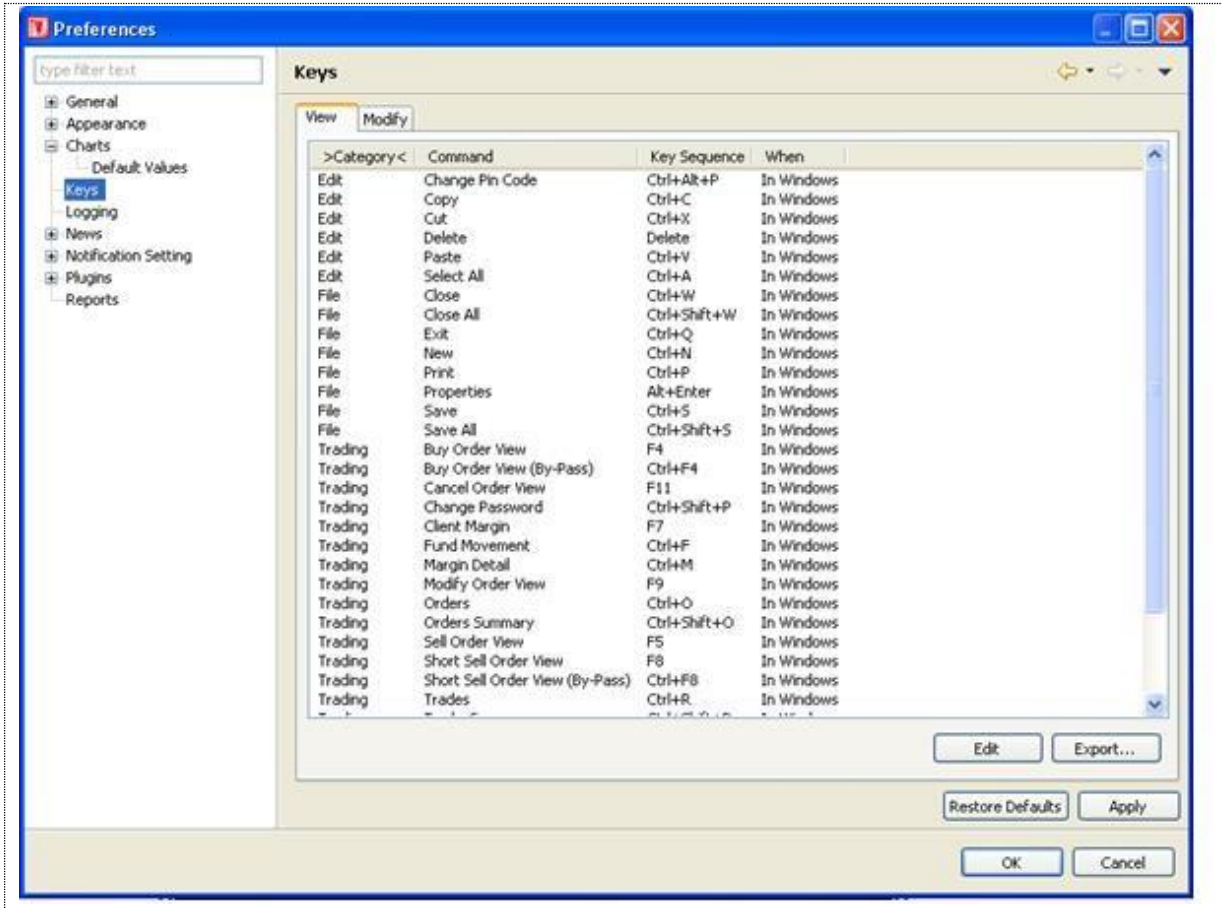 Preferences
type filter text
General
Appearance
Charts
Default Values
Keys
Logging
News
Notification Setting
Plugins
Reports
Keys
View Modify
>Category< Command Key Sequence When
Edit Change Pin Code Ctrl+Alt+P In Windows
Edit Copy Ctrl+C In Windows
Edit Cut Ctrl+X In Windows
Edit Delete Delete In Windows
Edit Paste Ctrl+V In Windows
Edit Select All Ctrl+A In Windows
File Close Ctrl+W In Windows
File Close All Ctrl+Shift+W In Windows
File Exit Ctrl+Q In Windows
File New Ctrl+N In Windows
File Print Ctrl+P In Windows
File Properties Alt+Enter In Windows
File Save Ctrl+S In Windows
File Save All Ctrl+Shift+S In Windows
Trading Buy Order View F4 In Windows
Trading Buy Order View (By-Pass) Ctrl+F4 In Windows
Trading Cancel Order View F11 In Windows
Trading Change Password Ctrl+Shift+P In Windows
Trading Client Margin F7 In Windows
Trading Fund Movement Ctrl+F In Windows
Trading Margin Detail Ctrl+M In Windows
Trading Modify Order View F9 In Windows
Trading Orders Ctrl+O In Windows
Trading Orders Summary Ctrl+Shift+O In Windows
Trading Sell Order View F5 In Windows
Trading Short Sell Order View F8 In Windows
Trading Short Sell Order View (By-Pass) Ctrl+F8 In Windows
Trading Trades Ctrl+R In Windows
Edit Export...
Restore Defaults Apply
OK Cancel